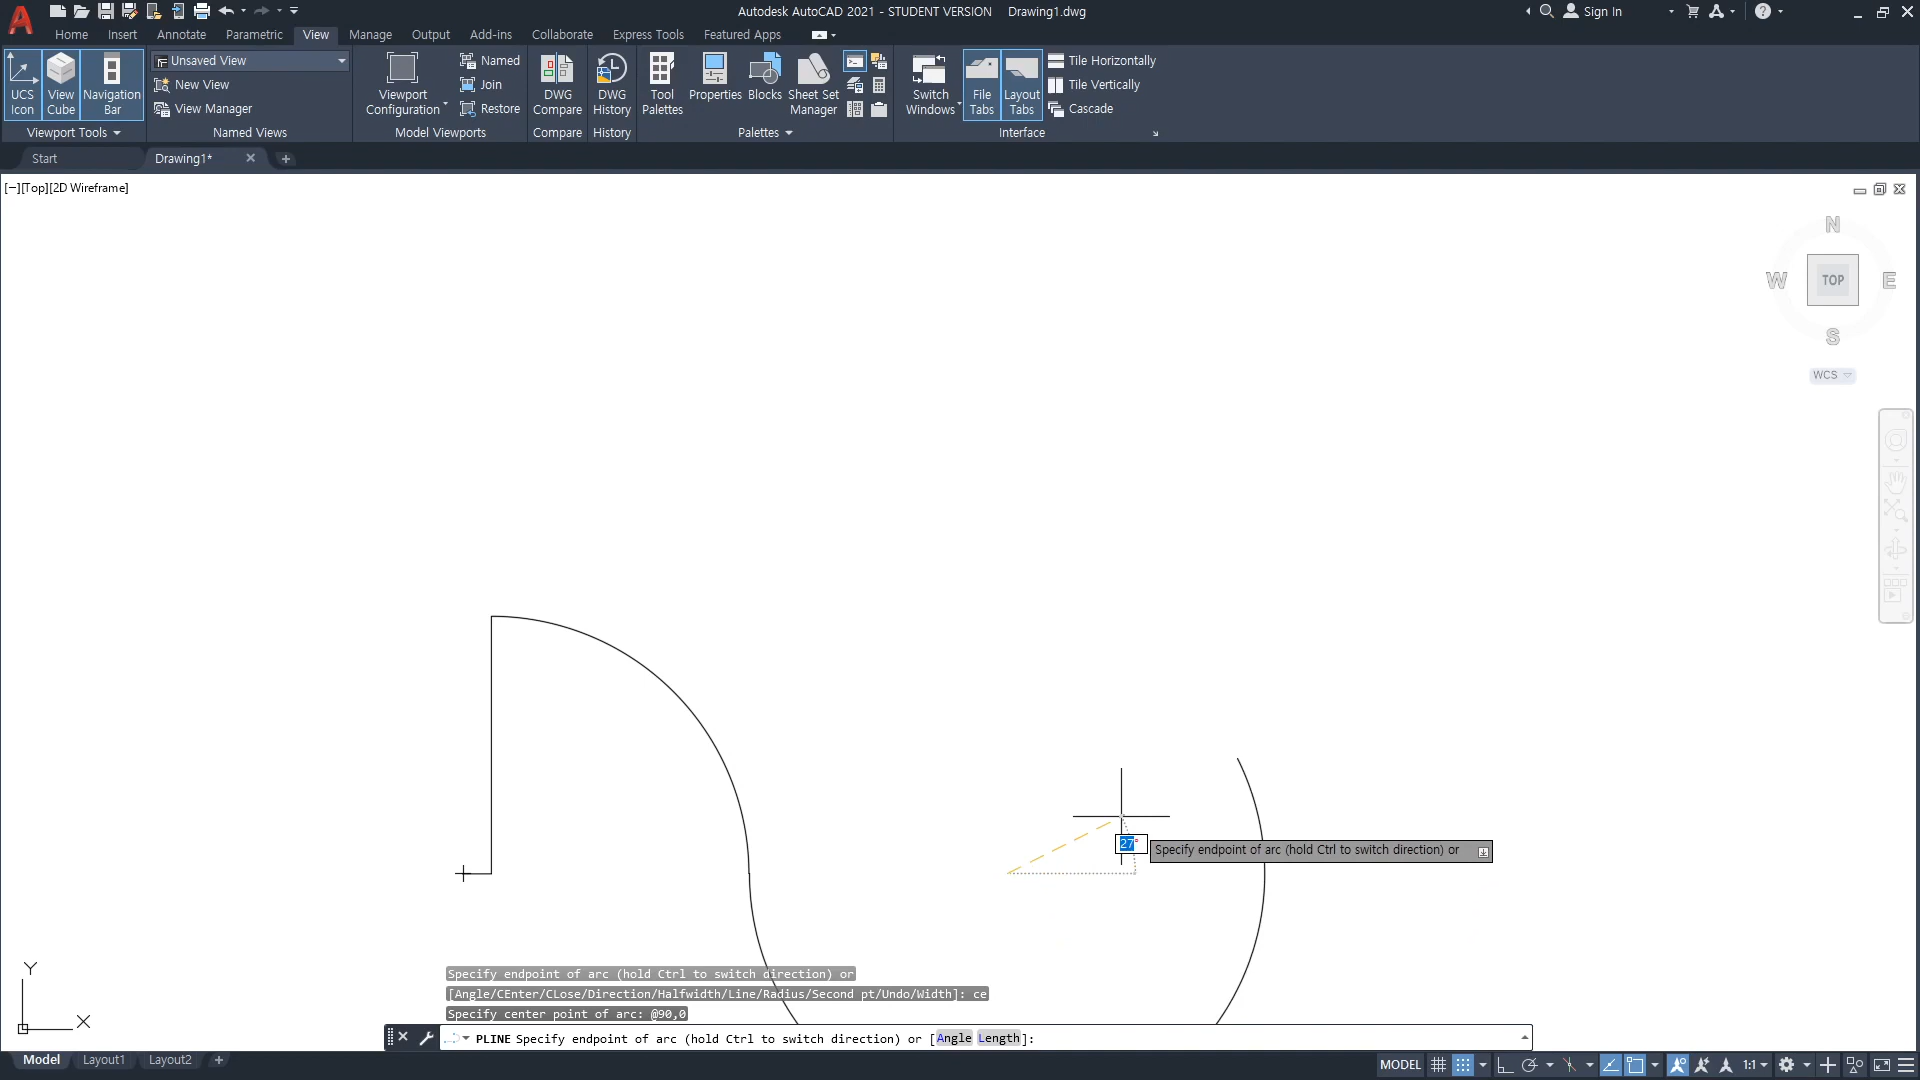 Autodesk AutoCAD 2021 - STUDENT VERSION Drawing1.dwg
Sign In
Home Insert Annotate Parametric View Manage Output Add-ins Collaborate Express Tools Featured Apps
UCS Icon
View Cube
Navigation Bar
Viewport Tools
Unsaved View
New View
View Manager
Named Views
Viewport Configuration
Named
Join
Restore
Model Viewports
DWG Compare
Compare
DWG History
History
Tool Palettes
Properties
Blocks
Sheet Set Manager
Palettes
Switch Windows
File Tabs
Layout Tabs
Tile Horizontally
Tile Vertically
Cascade
Interface
Start
Drawing1*
[−][Top][2D Wireframe]
N
W
TOP
E
S
WCS
27°
Specify endpoint of arc (hold Ctrl to switch direction) or
Y
X
Specify endpoint of arc (hold Ctrl to switch direction) or
[Angle/CEnter/CLose/Direction/Halfwidth/Line/Radius/Second pt/Undo/Width]: ce
Specify center point of arc: @90,0
PLINE Specify endpoint of arc (hold Ctrl to switch direction) or [Angle Length]:
Model Layout1 Layout2 +
MODEL
1:1